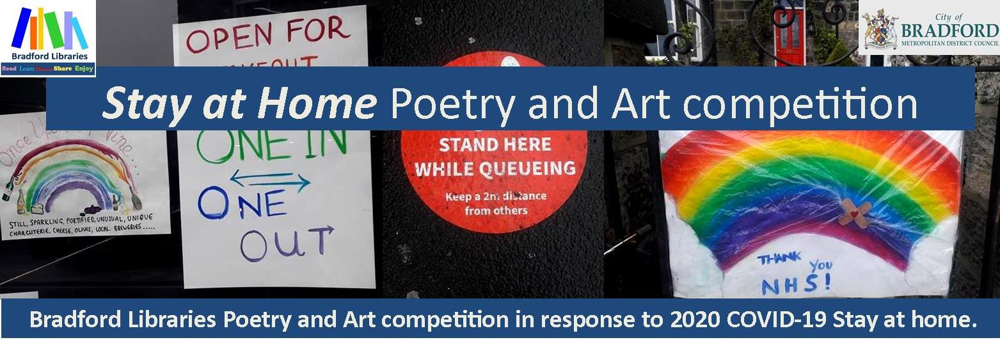 Bradford Libraries
Read Learn Discover Share Enjoy
City of
BRADFORD
METROPOLITAN DISTRICT COUNCIL
Stay at Home Poetry and Art competition
Once Upon
STILL, SPARKLING, FORTIFIED, UNUSUAL, UNIQUE
CHARCUTERIE, CHEESE, OLIVES, LOCAL BREWERIES.....
OPEN FOR
ONE IN
ONE
OUT
STAND HERE
WHILE QUEUEING
Keep a 2m distance
from others
THANK
YOU
NHS!
Bradford Libraries Poetry and Art competition in response to 2020 COVID-19 Stay at home.